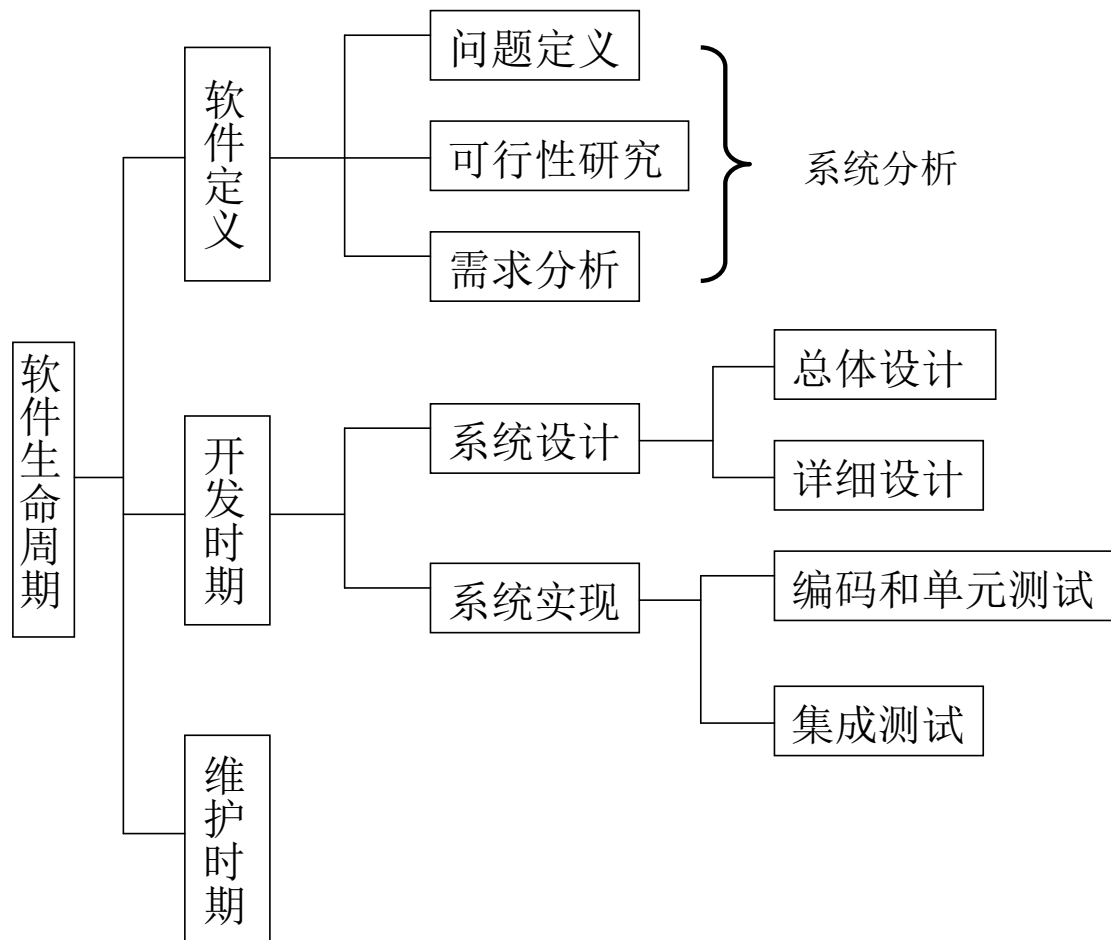 软件生命周期
软件定义
问题定义
可行性研究
需求分析
系统分析
开发时期
系统设计
总体设计
详细设计
系统实现
编码和单元测试
集成测试
维护时期